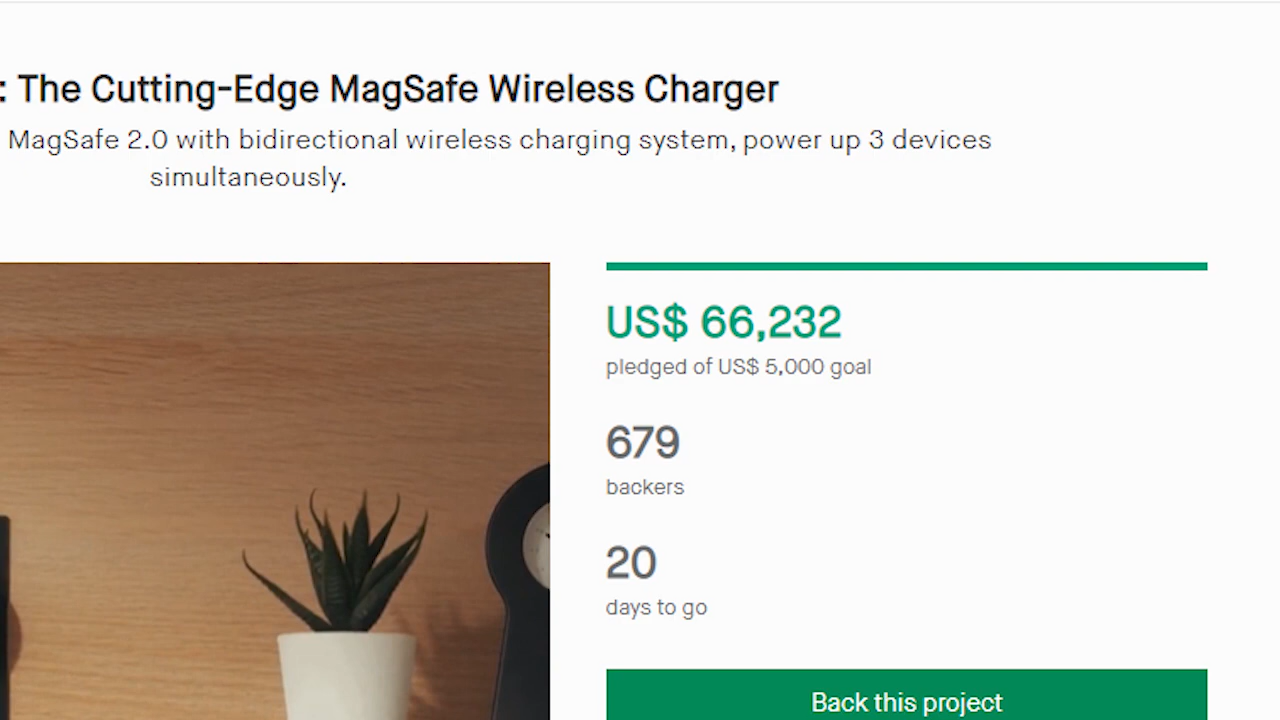 : The Cutting-Edge MagSafe Wireless Charger
MagSafe 2.0 with bidirectional wireless charging system, power up 3 devices
simultaneously.
US$ 66,232
pledged of US$ 5,000 goal
679
backers
20
days to go
Back this project